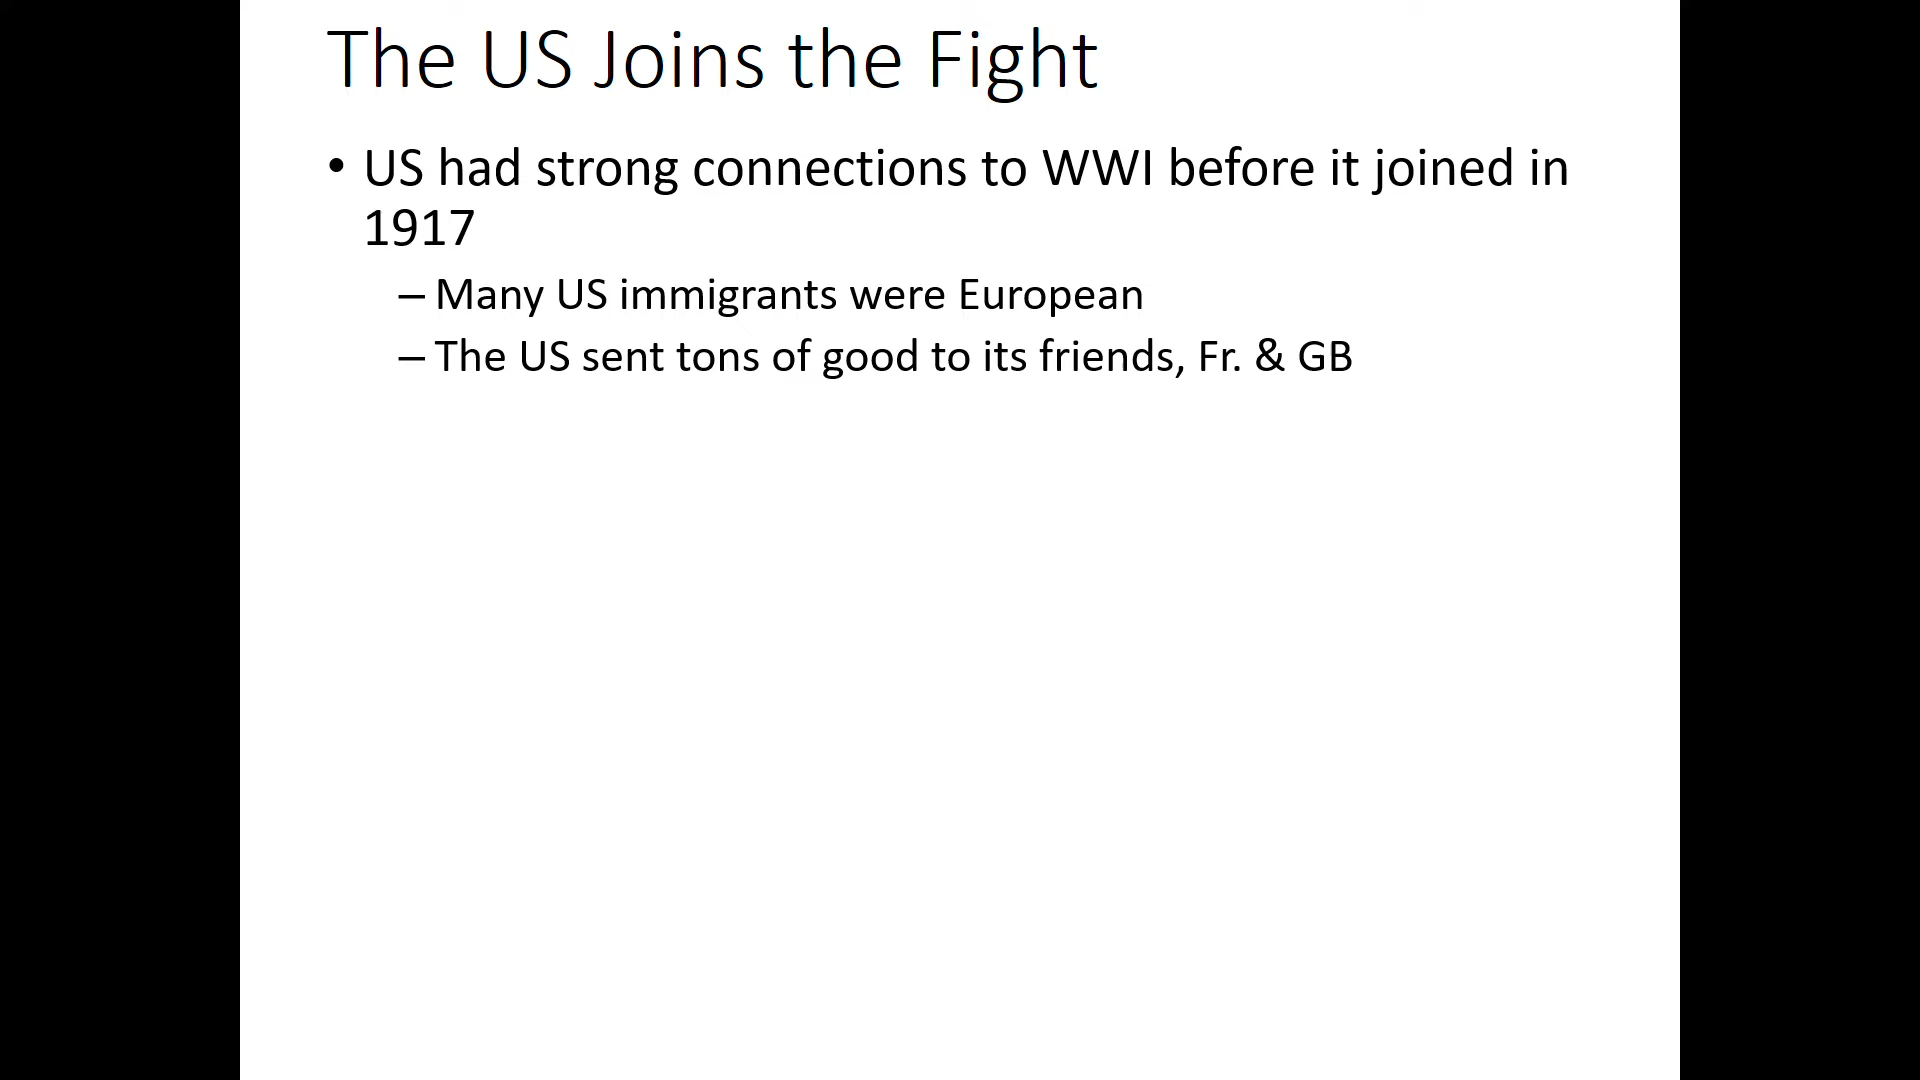 The US Joins the Fight
• US had strong connections to WWI before it joined in
1917
– Many US immigrants were European
– The US sent tons of good to its friends, Fr. & GB